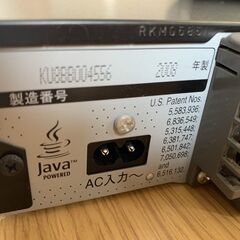 KU8BB004556 2008 年製
製造番号
U.S. Patent Nos.
5,583,936;
6,836,549;
5,315,448;
6,381,747;
6,501,842;
7,050,698;
and
6,516,132.
Java™
POWERED
AC入力～